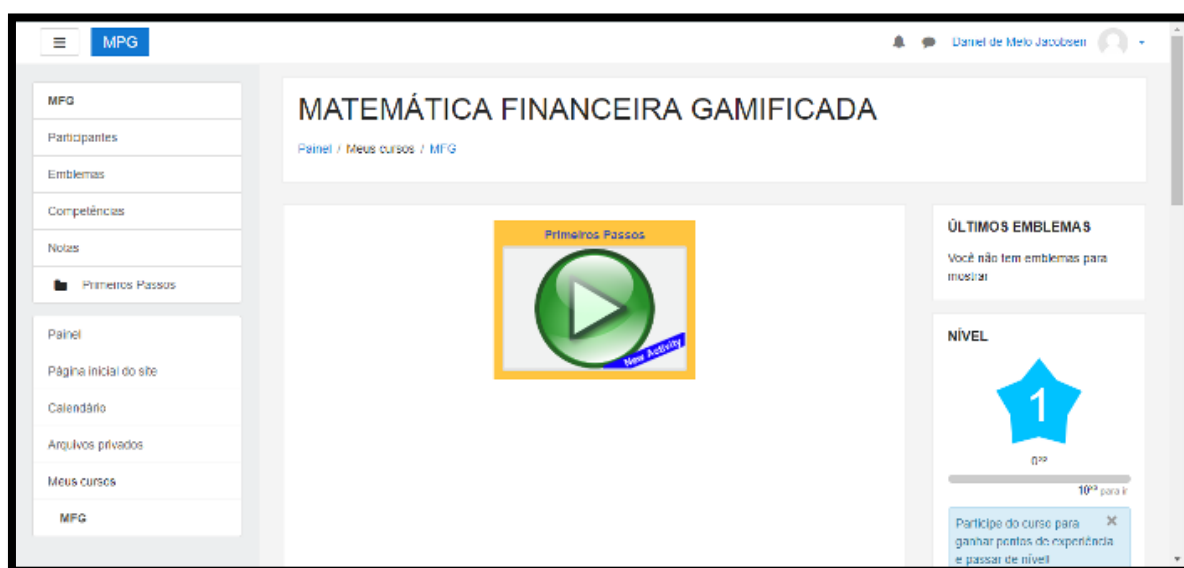 MPG
Daniel de Melo Jacobsen
MFG
Participantes
Emblemas
Competências
Notas
Primeiros Passos
Painel
Página inicial do site
Calendário
Arquivos privados
Meus cursos
MFG
MATEMÁTICA FINANCEIRA GAMIFICADA
Painel / Meus cursos / MFG
Primeiros Passos
New Activity
ÚLTIMOS EMBLEMAS
Você não tem emblemas para
mostrar
NÍVEL
1
0xp
10xp para ir
Participe do curso para
ganhar pontos de experiência
e passar de nível!